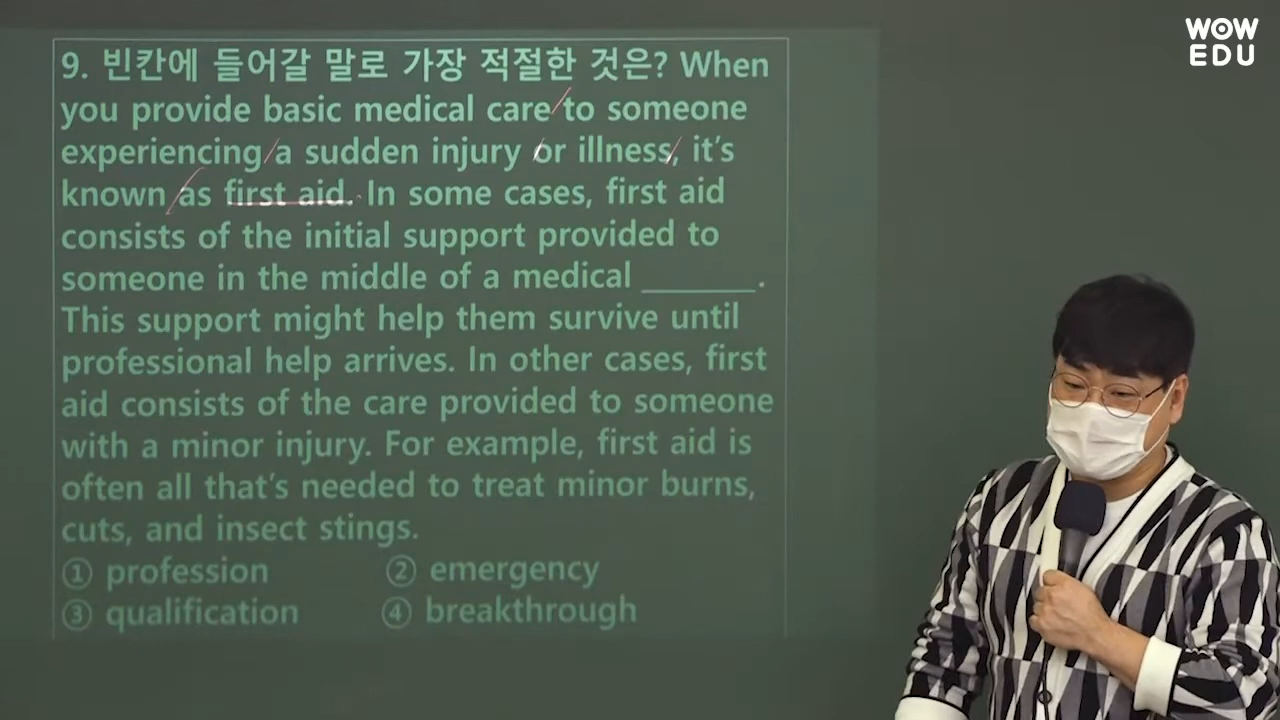 WOW
EDU
9. 빈칸에 들어갈 말로 가장 적절한 것은? When
you provide basic medical care to someone
experiencing a sudden injury or illness, it's
known as first aid. In some cases, first aid
consists of the initial support provided to
someone in the middle of a medical ________.
This support might help them survive until
professional help arrives. In other cases, first
aid consists of the care provided to someone
with a minor injury. For example, first aid is
often all that's needed to treat minor burns,
cuts, and insect stings.
① profession ② emergency
③ qualification ④ breakthrough